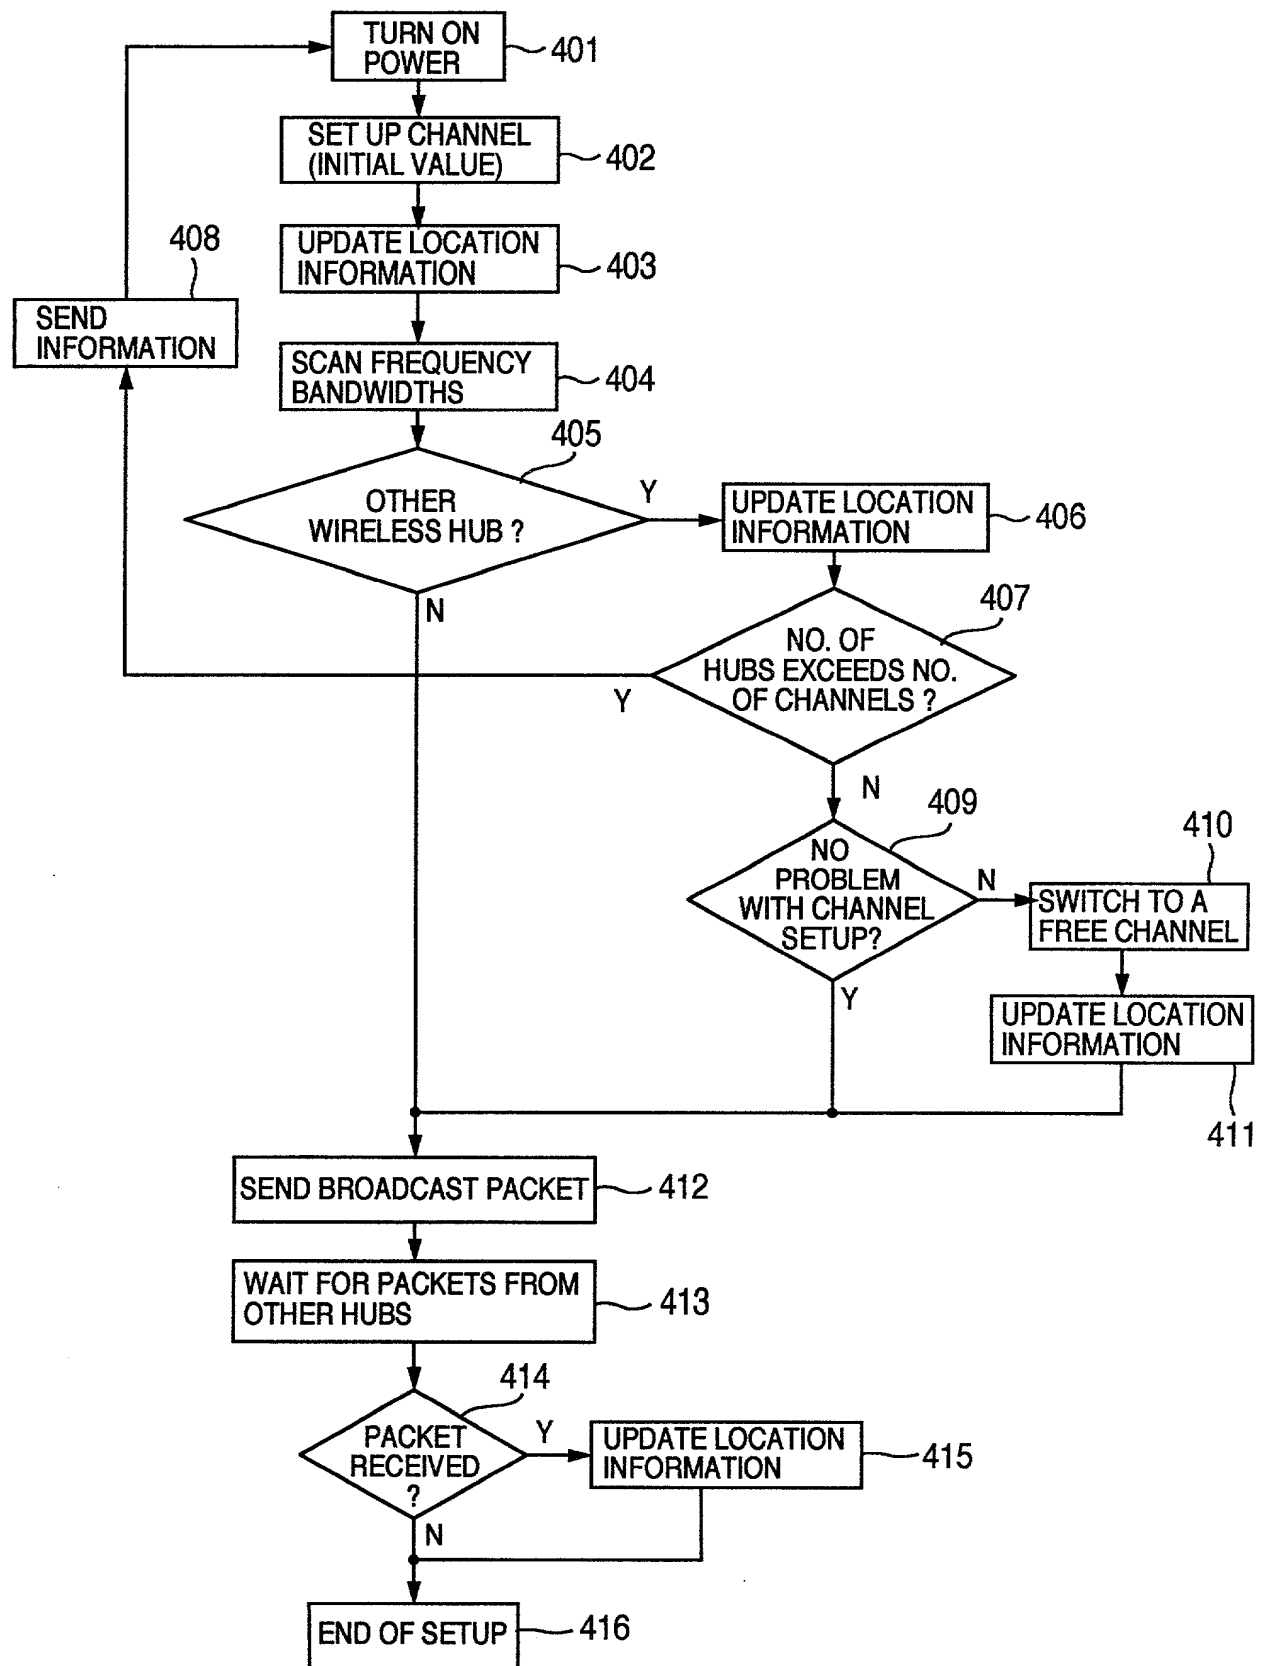 TURN ON
POWER
401
SET UP CHANNEL
(INITIAL VALUE)
402
UPDATE LOCATION
INFORMATION
403
408
SEND
INFORMATION
SCAN FREQUENCY
BANDWIDTHS
404
405
OTHER
WIRELESS HUB ?
Y
N
UPDATE LOCATION
INFORMATION
406
407
NO. OF
HUBS EXCEEDS NO.
OF CHANNELS ?
Y
N
409
NO
PROBLEM
WITH CHANNEL
SETUP?
N
Y
410
SWITCH TO A
FREE CHANNEL
UPDATE LOCATION
INFORMATION
411
SEND BROADCAST PACKET
412
WAIT FOR PACKETS FROM
OTHER HUBS
413
414
PACKET
RECEIVED
?
Y
N
UPDATE LOCATION
INFORMATION
415
END OF SETUP
416